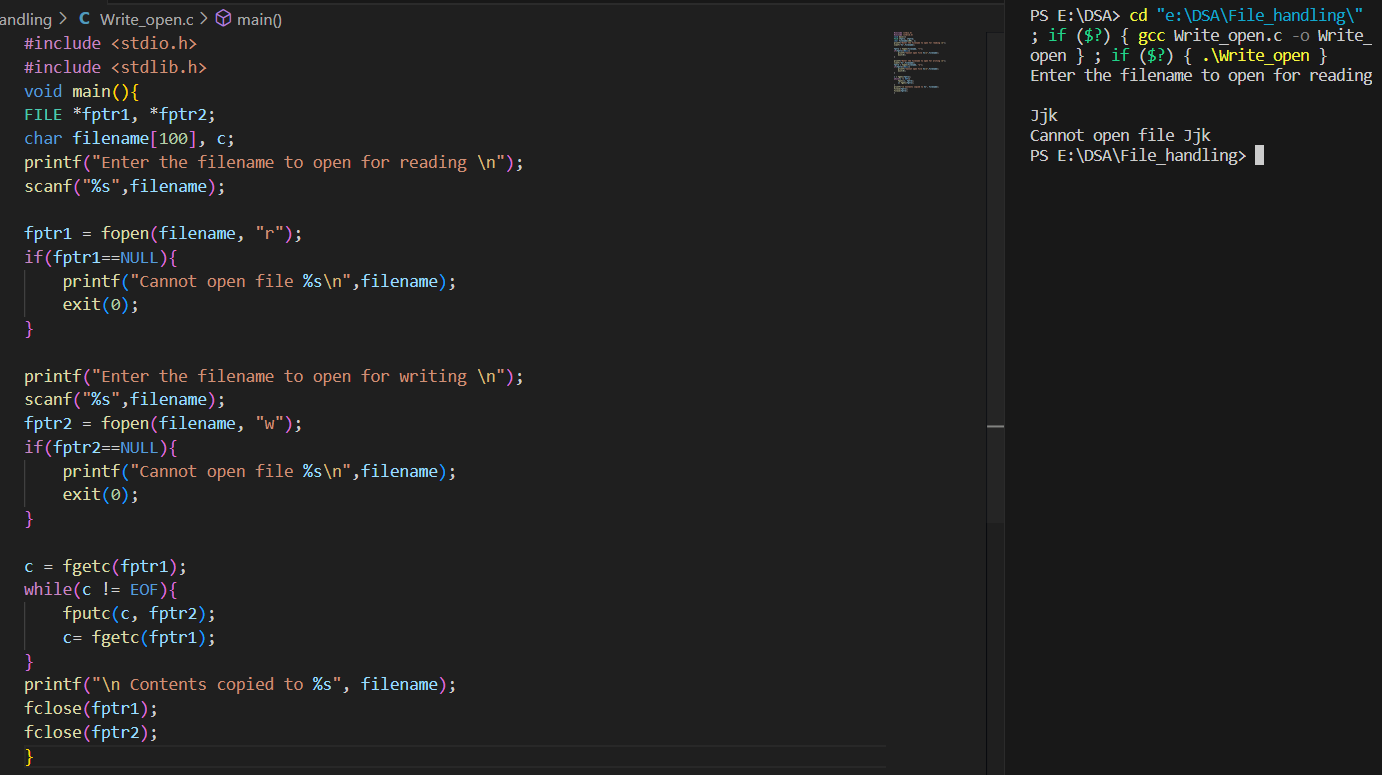 andling > C Write_open.c > main()
#include <stdio.h>
#include <stdlib.h>
void main(){
FILE *fptr1, *fptr2;
char filename[100], c;
printf("Enter the filename to open for reading \n");
scanf("%s",filename);
fptr1 = fopen(filename, "r");
if(fptr1==NULL){
    printf("Cannot open file %s\n",filename);
    exit(0);
}
printf("Enter the filename to open for writing \n");
scanf("%s",filename);
fptr2 = fopen(filename, "w");
if(fptr2==NULL){
    printf("Cannot open file %s\n",filename);
    exit(0);
}
c = fgetc(fptr1);
while(c != EOF){
    fputc(c, fptr2);
    c= fgetc(fptr1);
}
printf("\n Contents copied to %s", filename);
fclose(fptr1);
fclose(fptr2);
}
PS E:\DSA> cd "e:\DSA\File_handling\"
; if ($?) { gcc Write_open.c -o Write_
open } ; if ($?) { .\Write_open }
Enter the filename to open for reading
Jjk
Cannot open file Jjk
PS E:\DSA\File_handling>